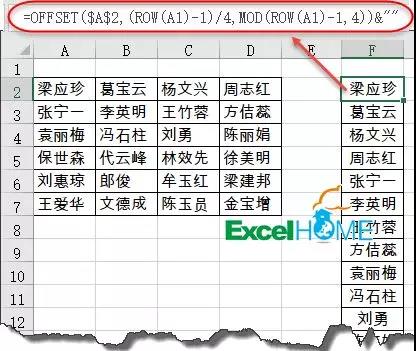 =OFFSET($A$2,(ROW(A1)-1)/4,MOD(ROW(A1)-1,4))&""
A B C D E F
1
2 梁应珍 葛宝云 杨文兴 周志红 梁应珍
3 张宁一 李英明 王竹蓉 方佶蕊 葛宝云
4 袁丽梅 冯石柱 刘勇 陈丽娟 杨文兴
5 保世森 代云峰 林效先 徐美明 周志红
6 刘惠琼 郎俊 牟玉红 梁建邦 张宁一
7 王爱华 文德成 陈玉员 金宝增 李英明
8 王竹蓉
9 方佶蕊
10 袁丽梅
11 冯石柱
12 刘勇
ExcelHOME